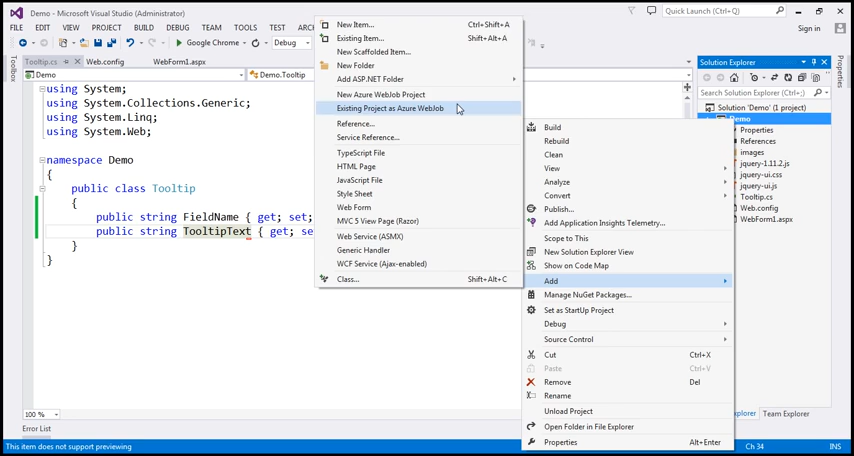 Demo - Microsoft Visual Studio (Administrator)
Quick Launch (Ctrl+Q)
FILE EDIT VIEW PROJECT BUILD DEBUG TEAM TOOLS TEST
Sign in
Google Chrome
Debug
Toolbox
Tooltip.cs
Web.config
WebForm1.aspx
Demo
Demo.Tooltip
using System;
using System.Collections.Generic;
using System.Linq;
using System.Web;
namespace Demo
{
public class Tooltip
{
public string FieldName { get; set;
public string TooltipText { get; se
}
}
100 %
Error List
This item does not support previewing
New Item... Ctrl+Shift+A
Existing Item... Shift+Alt+A
New Scaffolded Item...
New Folder
Add ASP.NET Folder
New Azure WebJob Project
Existing Project as Azure WebJob
Reference...
Service Reference...
TypeScript File
HTML Page
JavaScript File
Style Sheet
Web Form
MVC 5 View Page (Razor)
Web Service (ASMX)
Generic Handler
WCF Service (Ajax-enabled)
Class... Shift+Alt+C
Build
Rebuild
Clean
View
Analyze
Convert
Publish...
Add Application Insights Telemetry...
Scope to This
New Solution Explorer View
Show on Code Map
Add
Manage NuGet Packages...
Set as StartUp Project
Debug
Source Control
Cut Ctrl+X
Paste Ctrl+V
Remove Del
Rename
Unload Project
Open Folder in File Explorer
Properties Alt+Enter
Solution Explorer
Search Solution Explorer (Ctrl+;)
Solution 'Demo' (1 project)
Demo
Properties
References
images
jquery-1.11.2.js
jquery-ui.css
jquery-ui.js
Tooltip.cs
Web.config
WebForm1.aspx
Team Explorer
Properties
Ch 34
INS